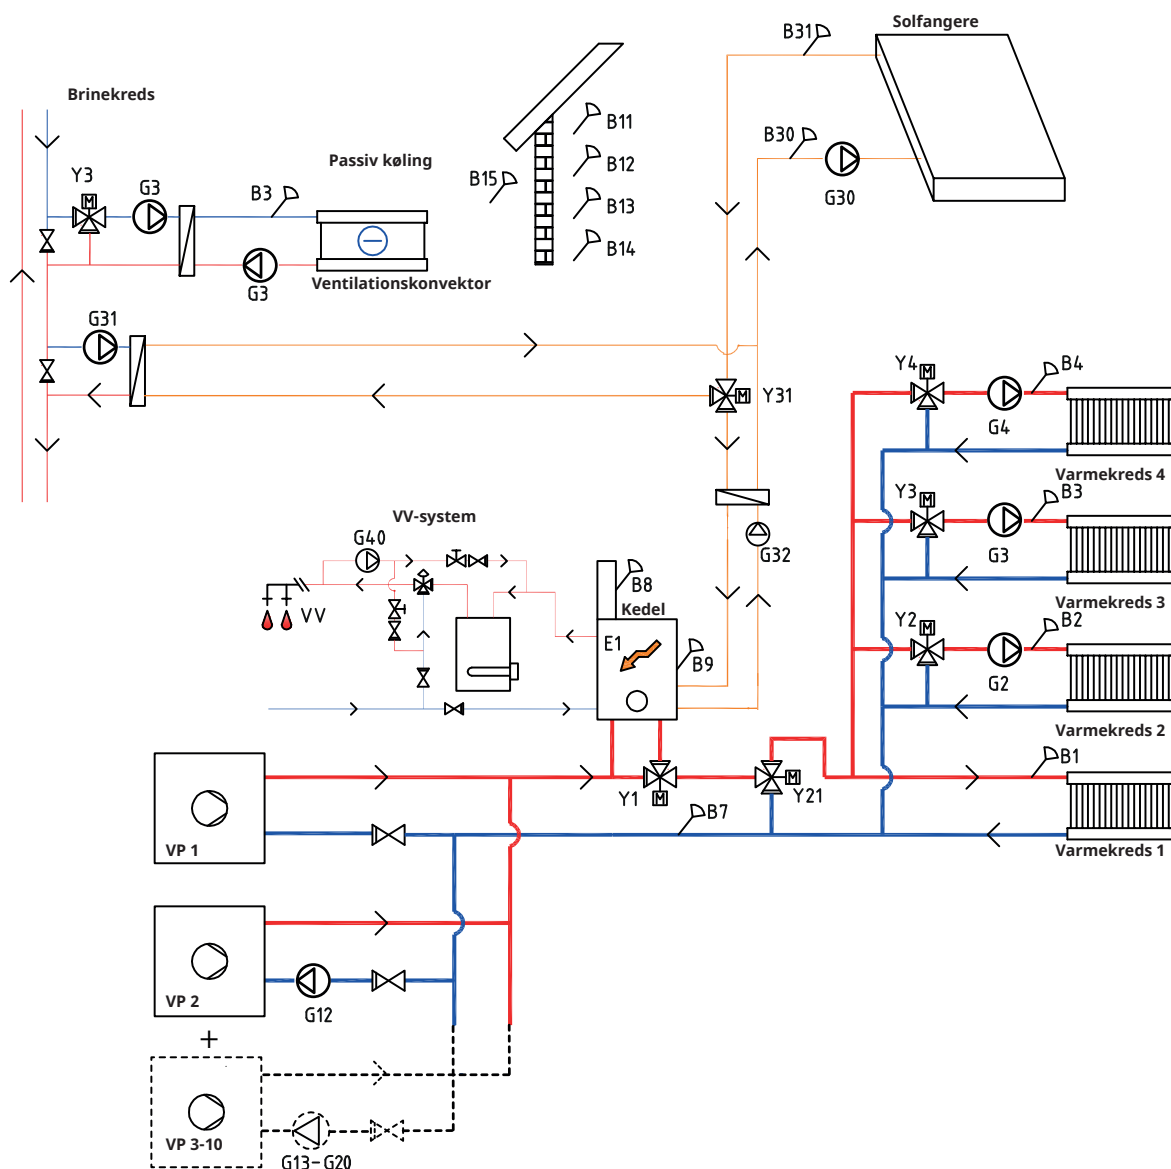 Solfangere
B31
Brinekreds
B11
B30
Passiv køling
B12
Y3
M
G3
B3
B15
G30
B13
B14
Ventilationskonvektor
G3
G31
Y4
M
B4
Y31
M
G4
Varmekreds 4
Y3
M
B3
VV-system
G40
G32
G3
B8
Kedel
Varmekreds 3
VV
E1
Y2
M
B2
B9
G2
Varmekreds 2
B1
Y1
M
M
Y21
B7
VP 1
Varmekreds 1
VP 2
G12
+
VP 3-10
G13-G20